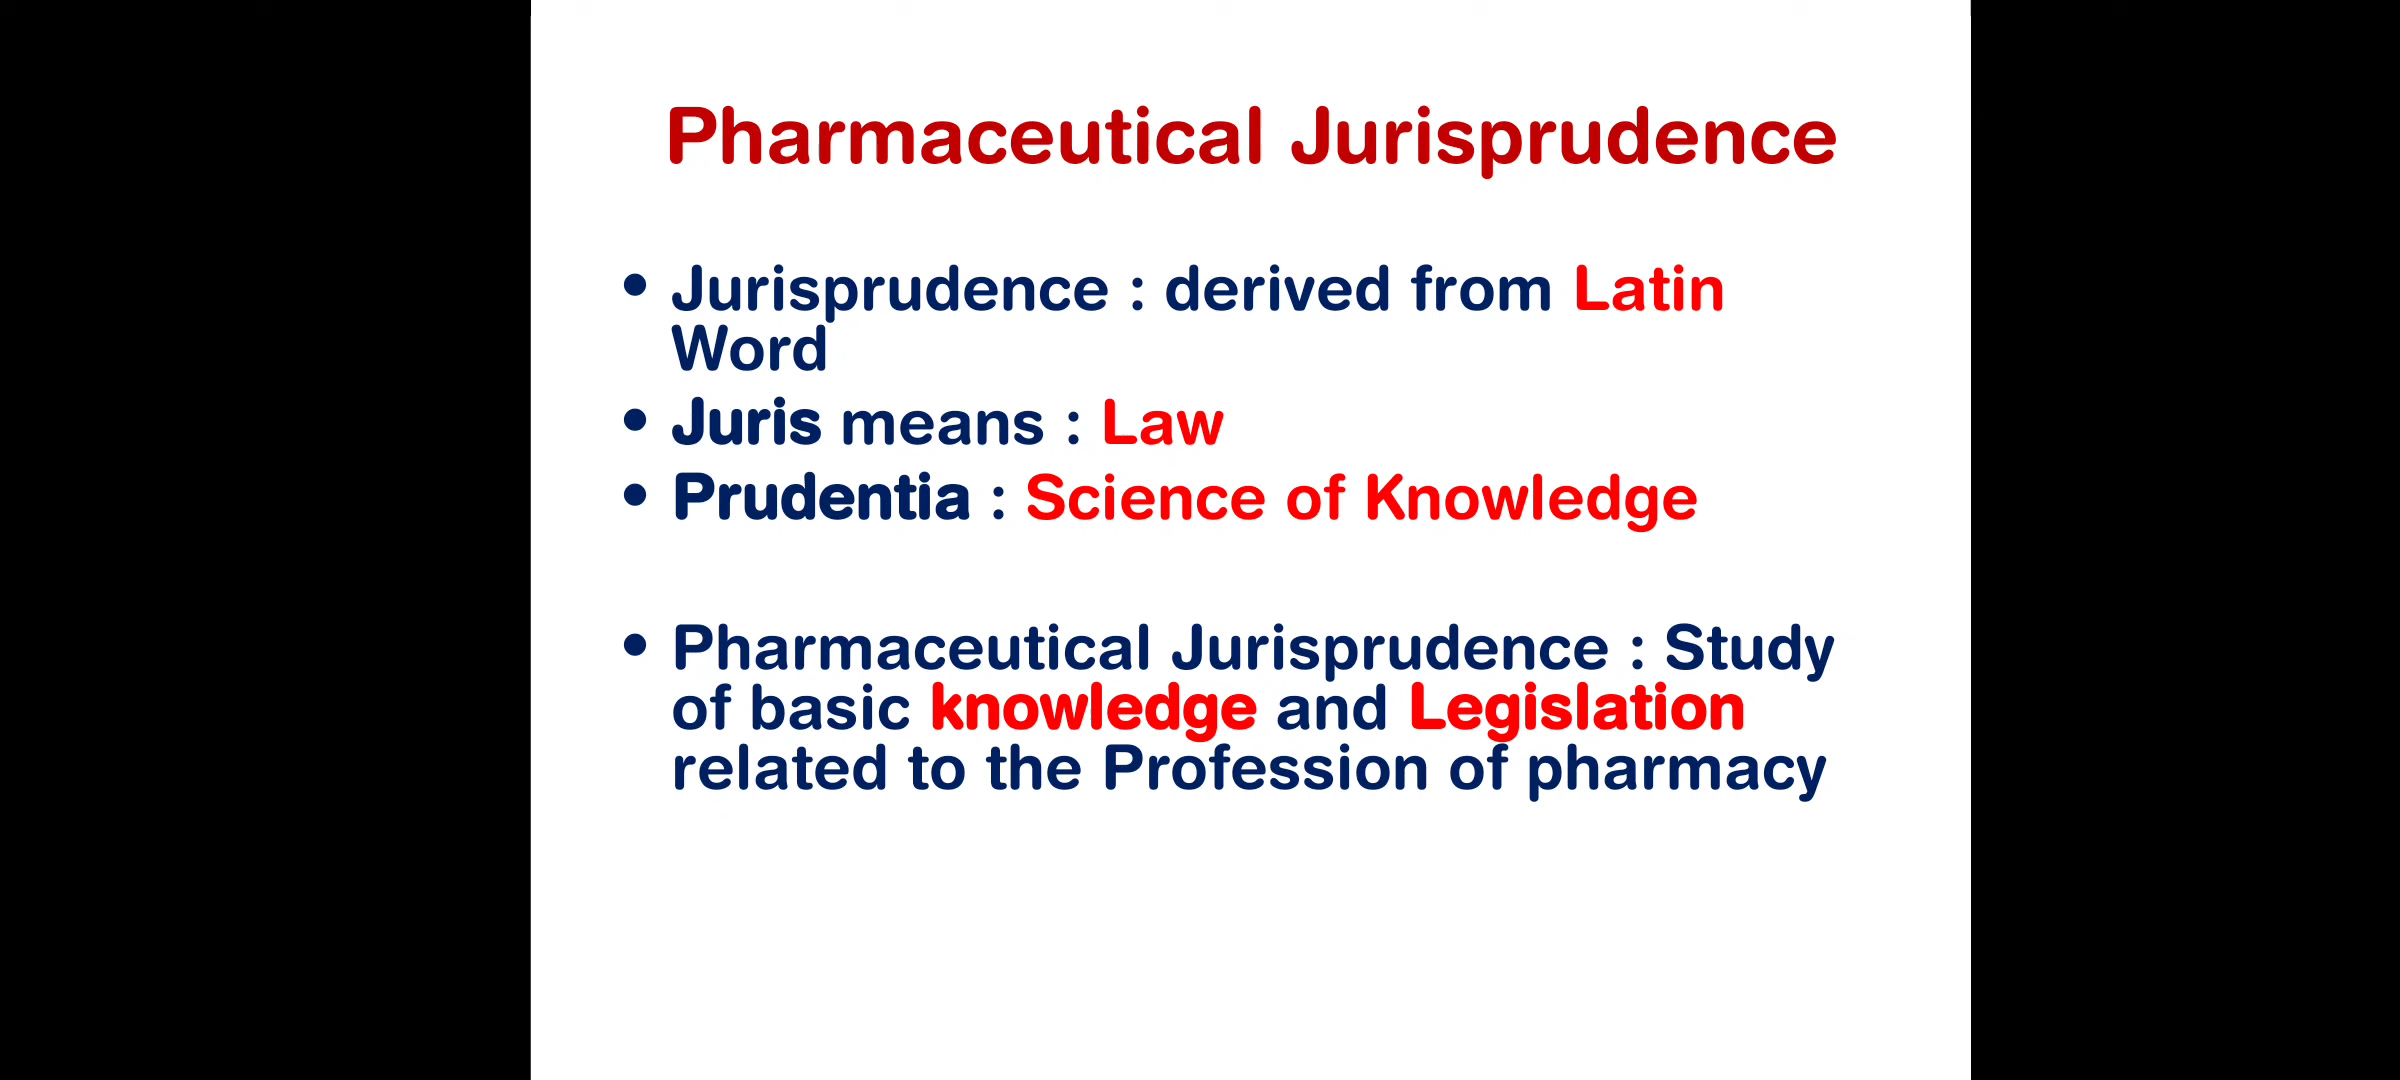 Pharmaceutical Jurisprudence
• Jurisprudence : derived from Latin
Word
• Juris means : Law
• Prudentia : Science of Knowledge
• Pharmaceutical Jurisprudence : Study
of basic knowledge and Legislation
related to the Profession of pharmacy